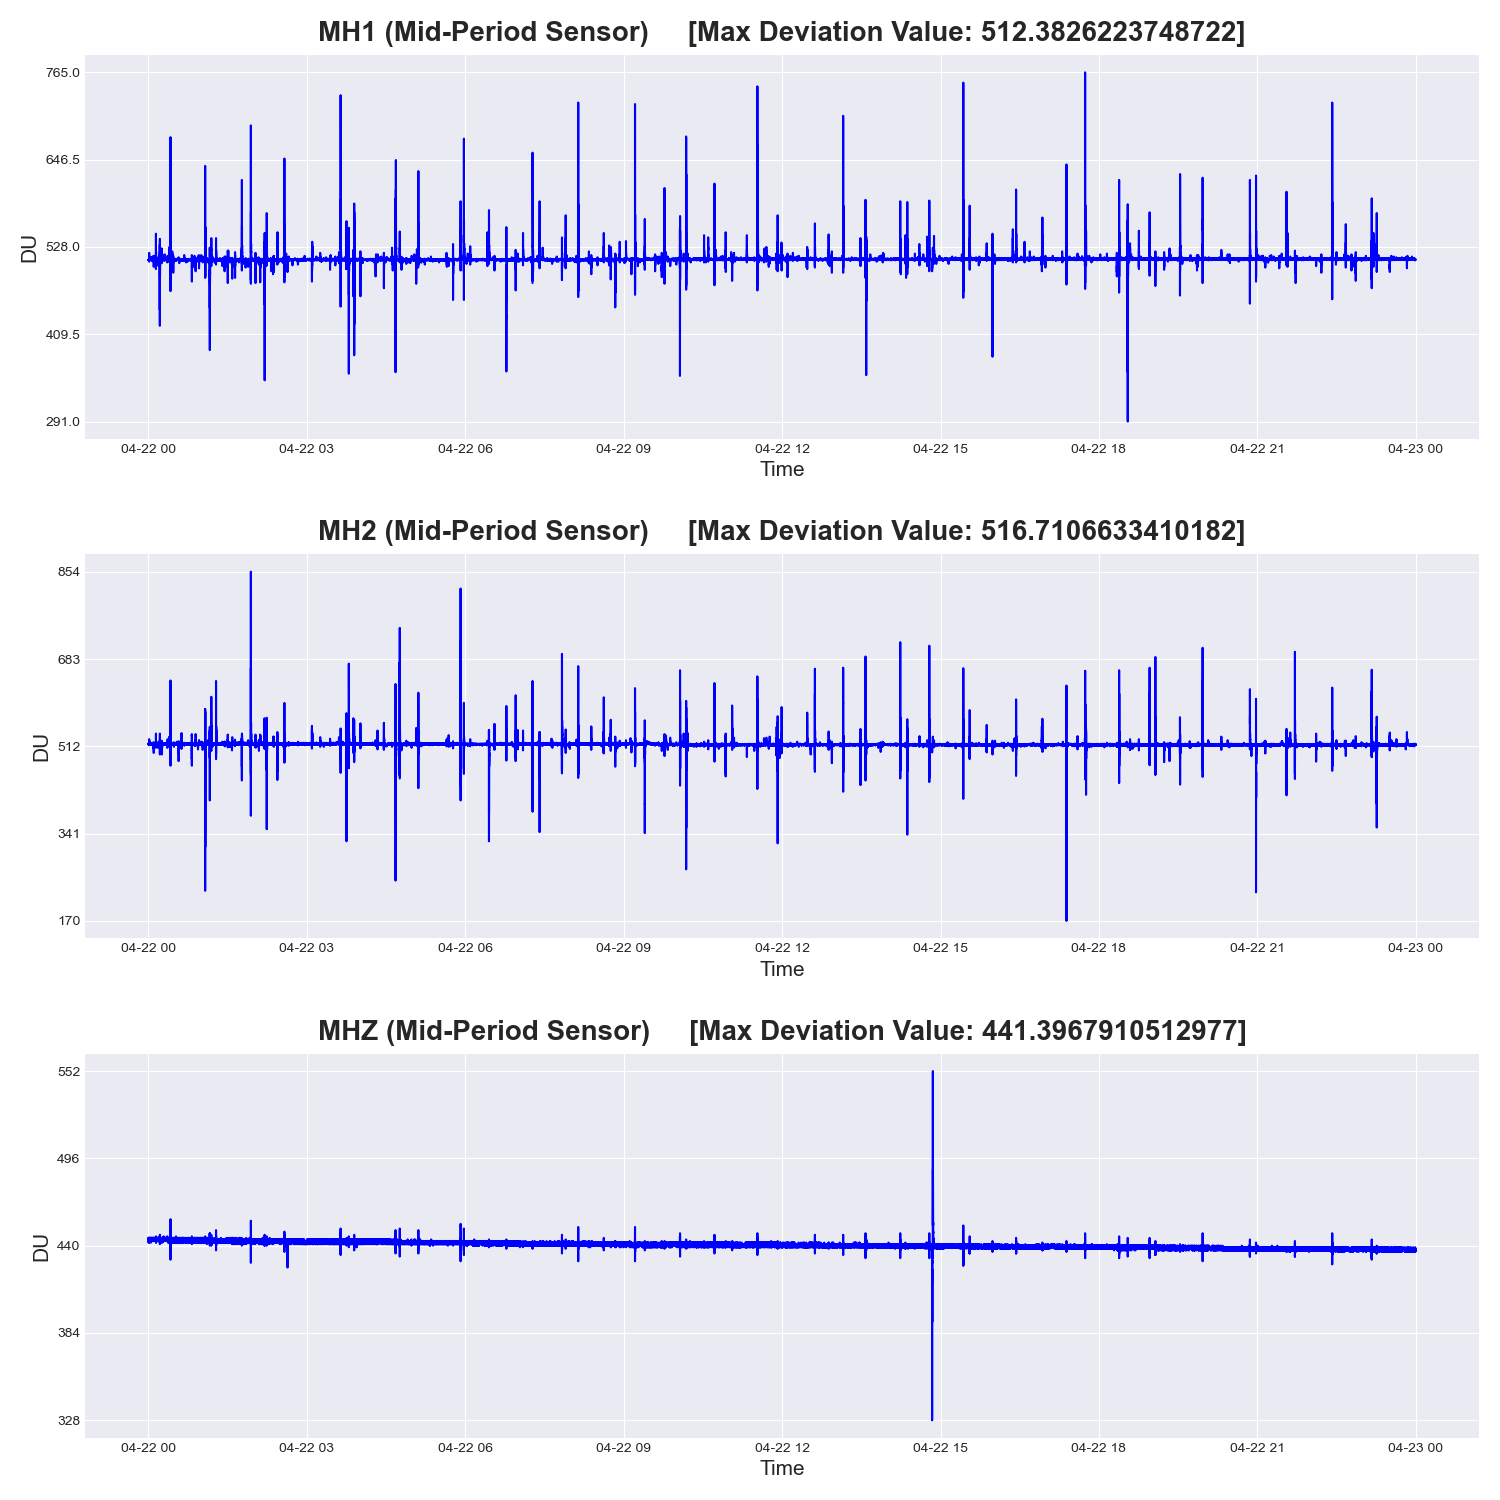 MH1 (Mid-Period Sensor) [Max Deviation Value: 512.3826223748722]
765.0
646.5
528.0
409.5
291.0
DU
04-22 00 04-22 03 04-22 06 04-22 09 04-22 12 04-22 15 04-22 18 04-22 21 04-23 00
Time
MH2 (Mid-Period Sensor) [Max Deviation Value: 516.7106633410182]
854
683
512
341
170
DU
04-22 00 04-22 03 04-22 06 04-22 09 04-22 12 04-22 15 04-22 18 04-22 21 04-23 00
Time
MHZ (Mid-Period Sensor) [Max Deviation Value: 441.3967910512977]
552
496
440
384
328
DU
04-22 00 04-22 03 04-22 06 04-22 09 04-22 12 04-22 15 04-22 18 04-22 21 04-23 00
Time